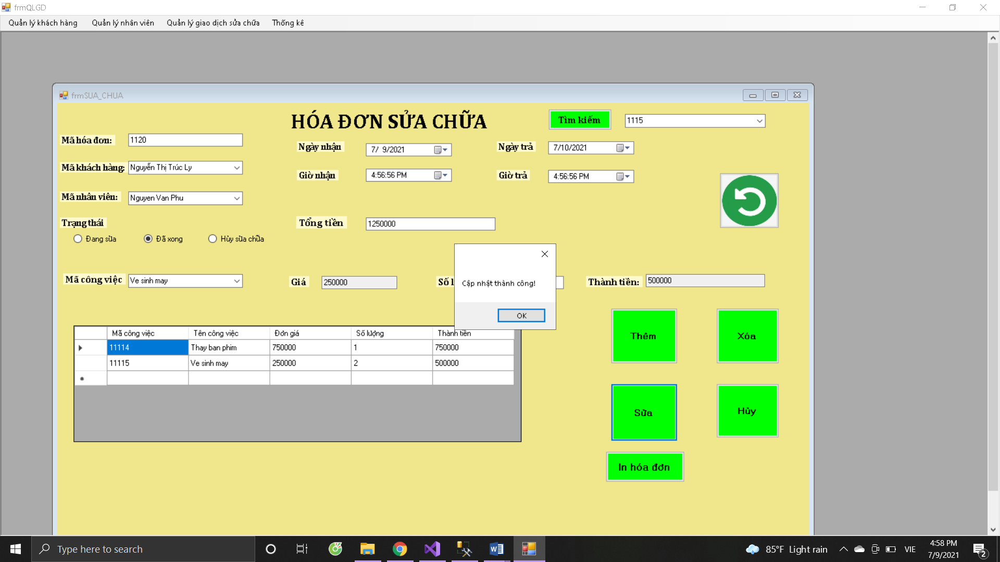 frmQLGD
Quản lý khách hàng Quản lý nhân viên Quản lý giao dịch sửa chữa Thống kê
frmSUA_CHUA
HÓA ĐƠN SỬA CHỮA
Tìm kiếm 1115
Mã hóa đơn: 1120
Ngày nhận 7/ 9/2021
Ngày trả 7/10/2021
Mã khách hàng: Nguyễn Thị Trúc Ly
Giờ nhận 4:56:56 PM
Giờ trả 4:56:56 PM
Mã nhân viên: Nguyen Van Phu
Trạng thái
Tổng tiền 1250000
Đang sửa Đã xong Hủy sửa chữa
Mã công việc Ve sinh may
Giá 250000
Số l
Thành tiền: 500000
Cập nhật thành công!
OK
Mã công việc Tên công việc Đơn giá Số lượng Thành tiền
11114 Thay ban phim 750000 1 750000
11115 Ve sinh may 250000 2 500000
Thêm Xóa
Sửa Hủy
In hóa đơn
Type here to search
85°F Light rain
VIE
4:58 PM
7/9/2021
2